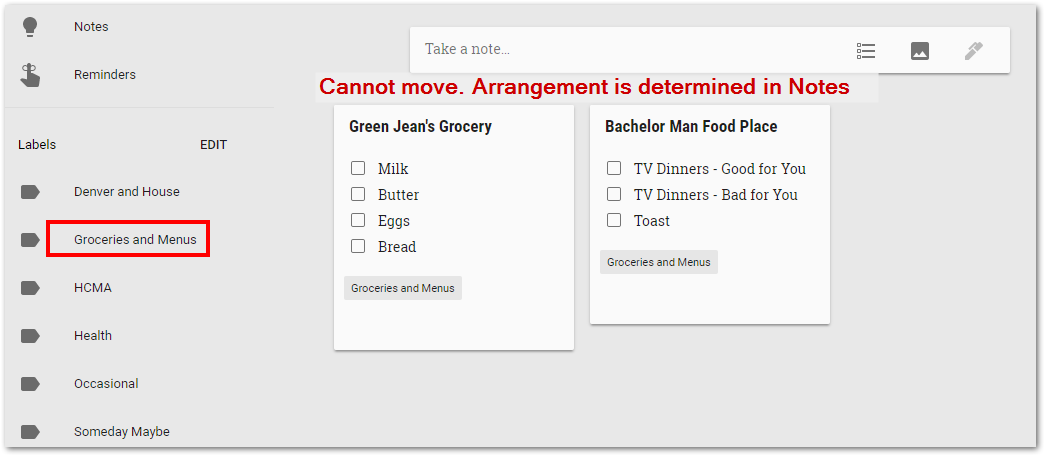 Notes
Reminders
Labels EDIT
Denver and House
Groceries and Menus
HCMA
Health
Occasional
Someday Maybe
Take a note...
Cannot move. Arrangement is determined in Notes
Green Jean's Grocery
Milk
Butter
Eggs
Bread
Groceries and Menus
Bachelor Man Food Place
TV Dinners - Good for You
TV Dinners - Bad for You
Toast
Groceries and Menus